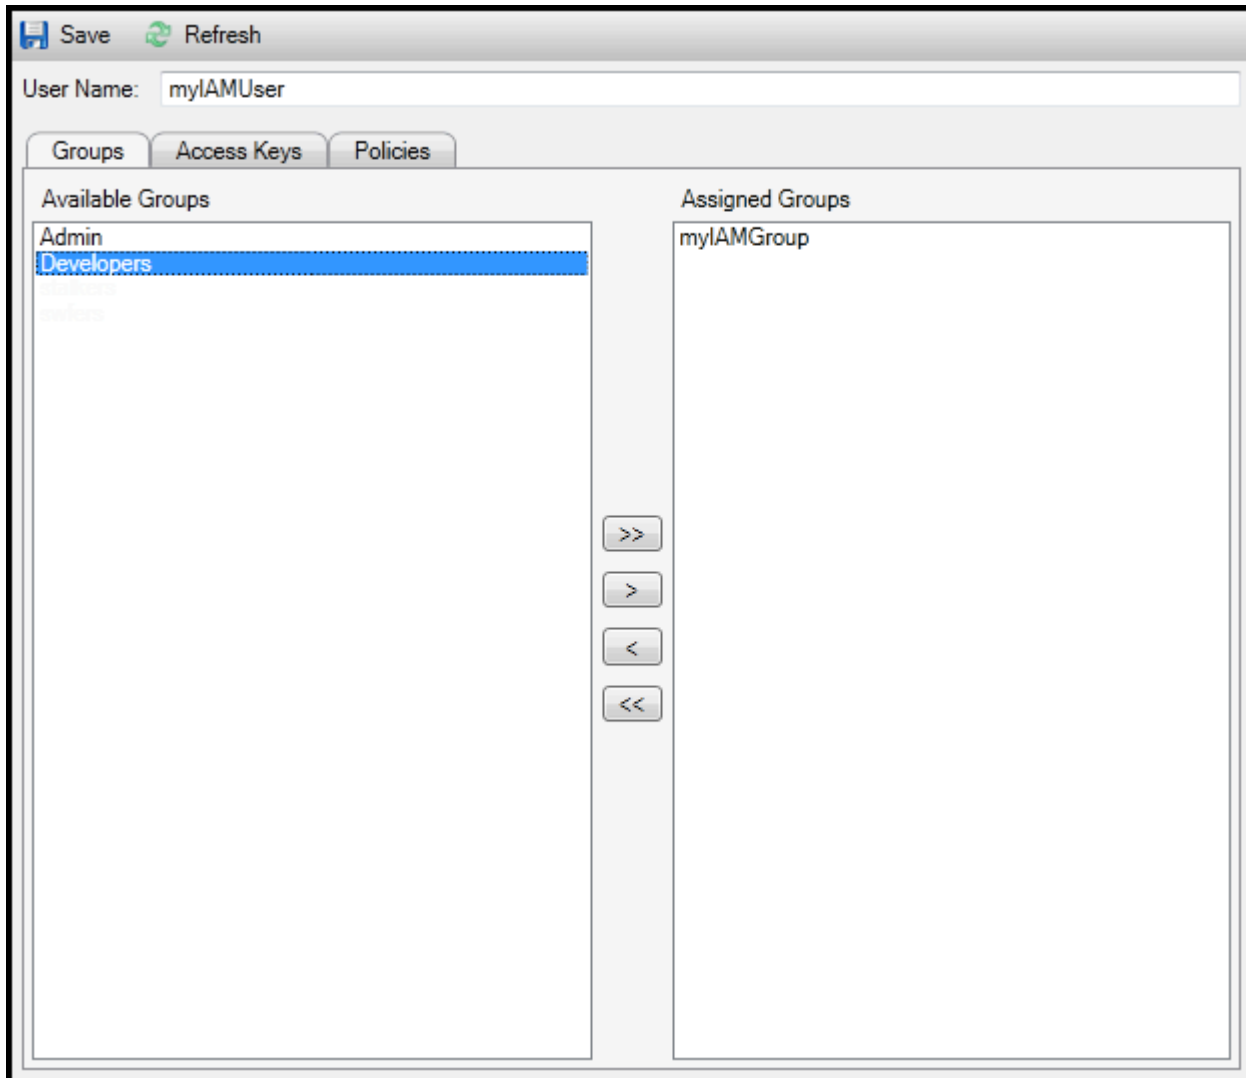 Save Refresh
User Name: myIAMUser
Groups Access Keys Policies
Available Groups Assigned Groups
Admin myIAMGroup
Developers
>>
>
<
<<